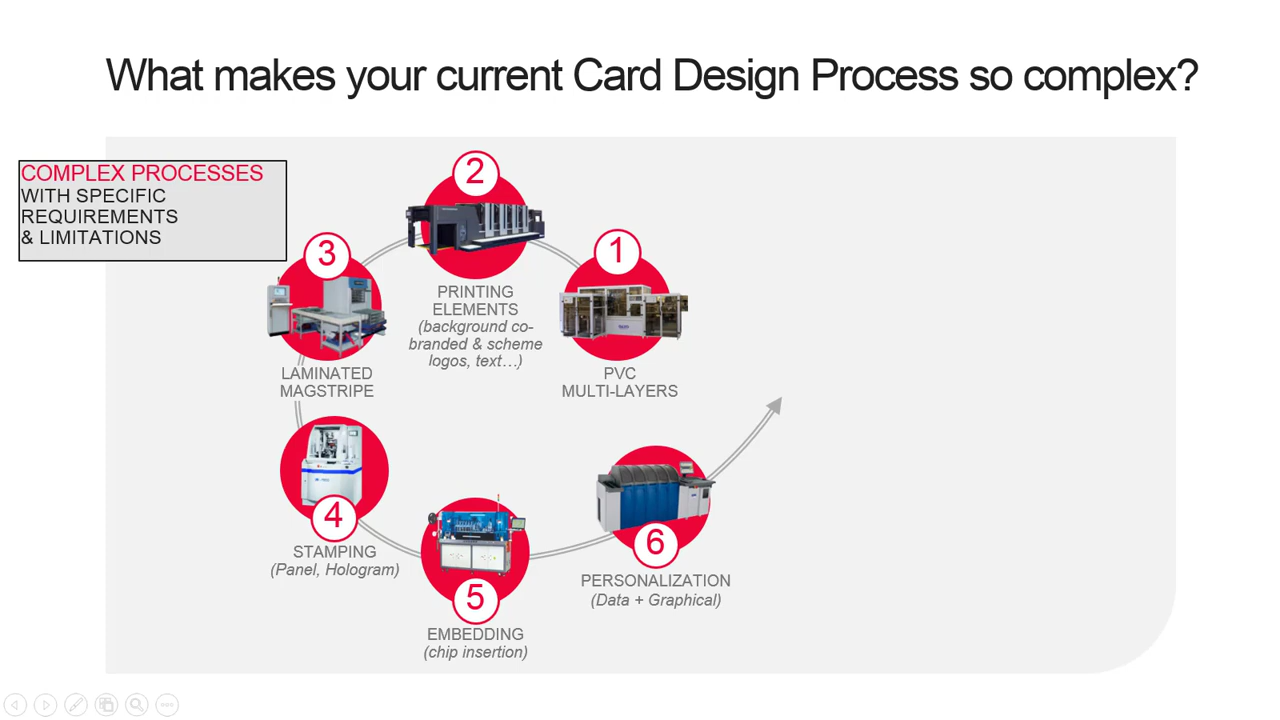 What makes your current Card Design Process so complex?
COMPLEX PROCESSES
WITH SPECIFIC
REQUIREMENTS
& LIMITATIONS
1
PVC
MULTI-LAYERS
2
PRINTING
ELEMENTS
(background co-
branded & scheme
logos, text…)
3
LAMINATED
MAGSTRIPE
4
STAMPING
(Panel, Hologram)
5
EMBEDDING
(chip insertion)
6
PERSONALIZATION
(Data + Graphical)